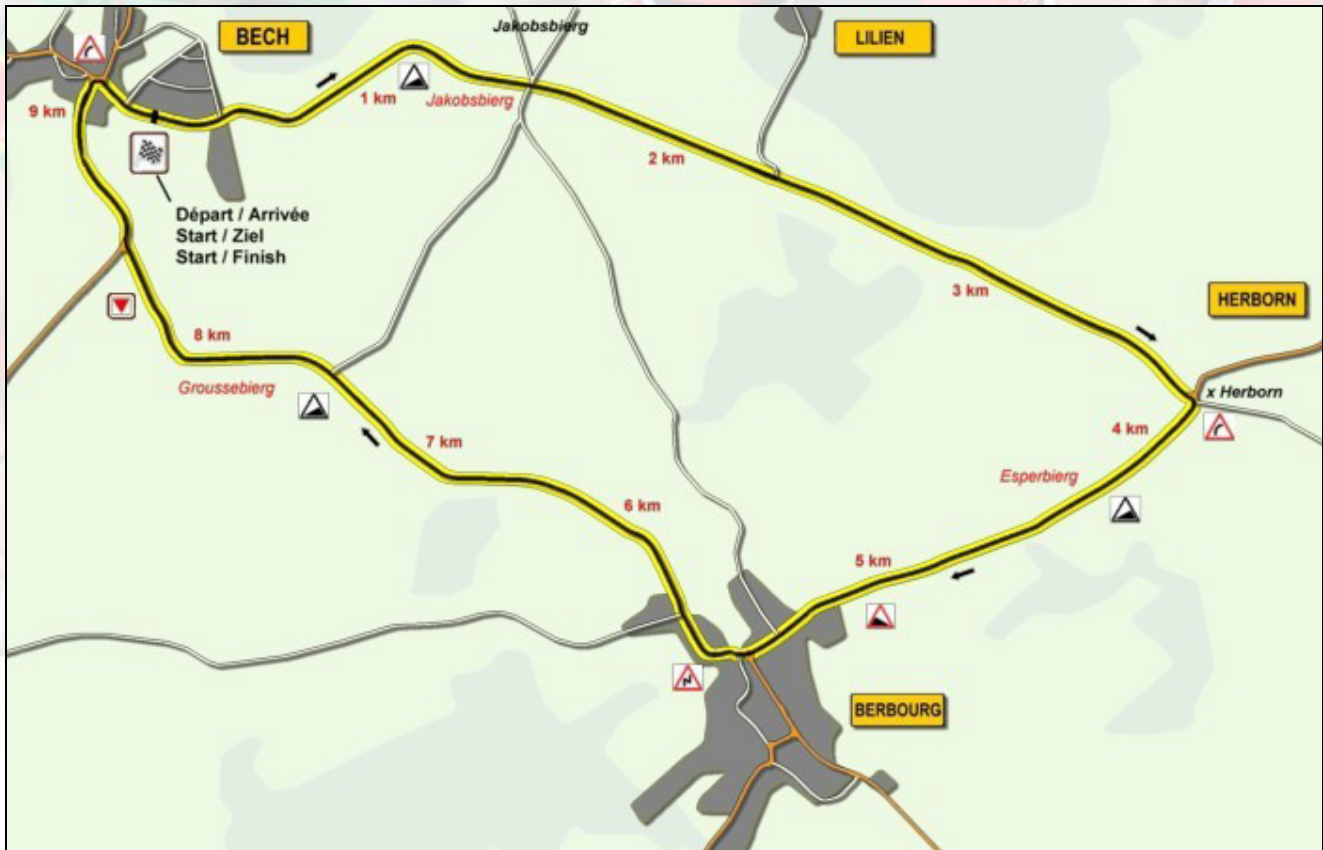 BECH
Jakobsbierg
LILIEN
9 km
1 km
Jakobsbierg
2 km
Départ / Arrivée
Start / Ziel
Start / Finish
3 km
HERBORN
8 km
Groussebierg
x Herborn
4 km
7 km
Esperbierg
6 km
5 km
BERBOURG